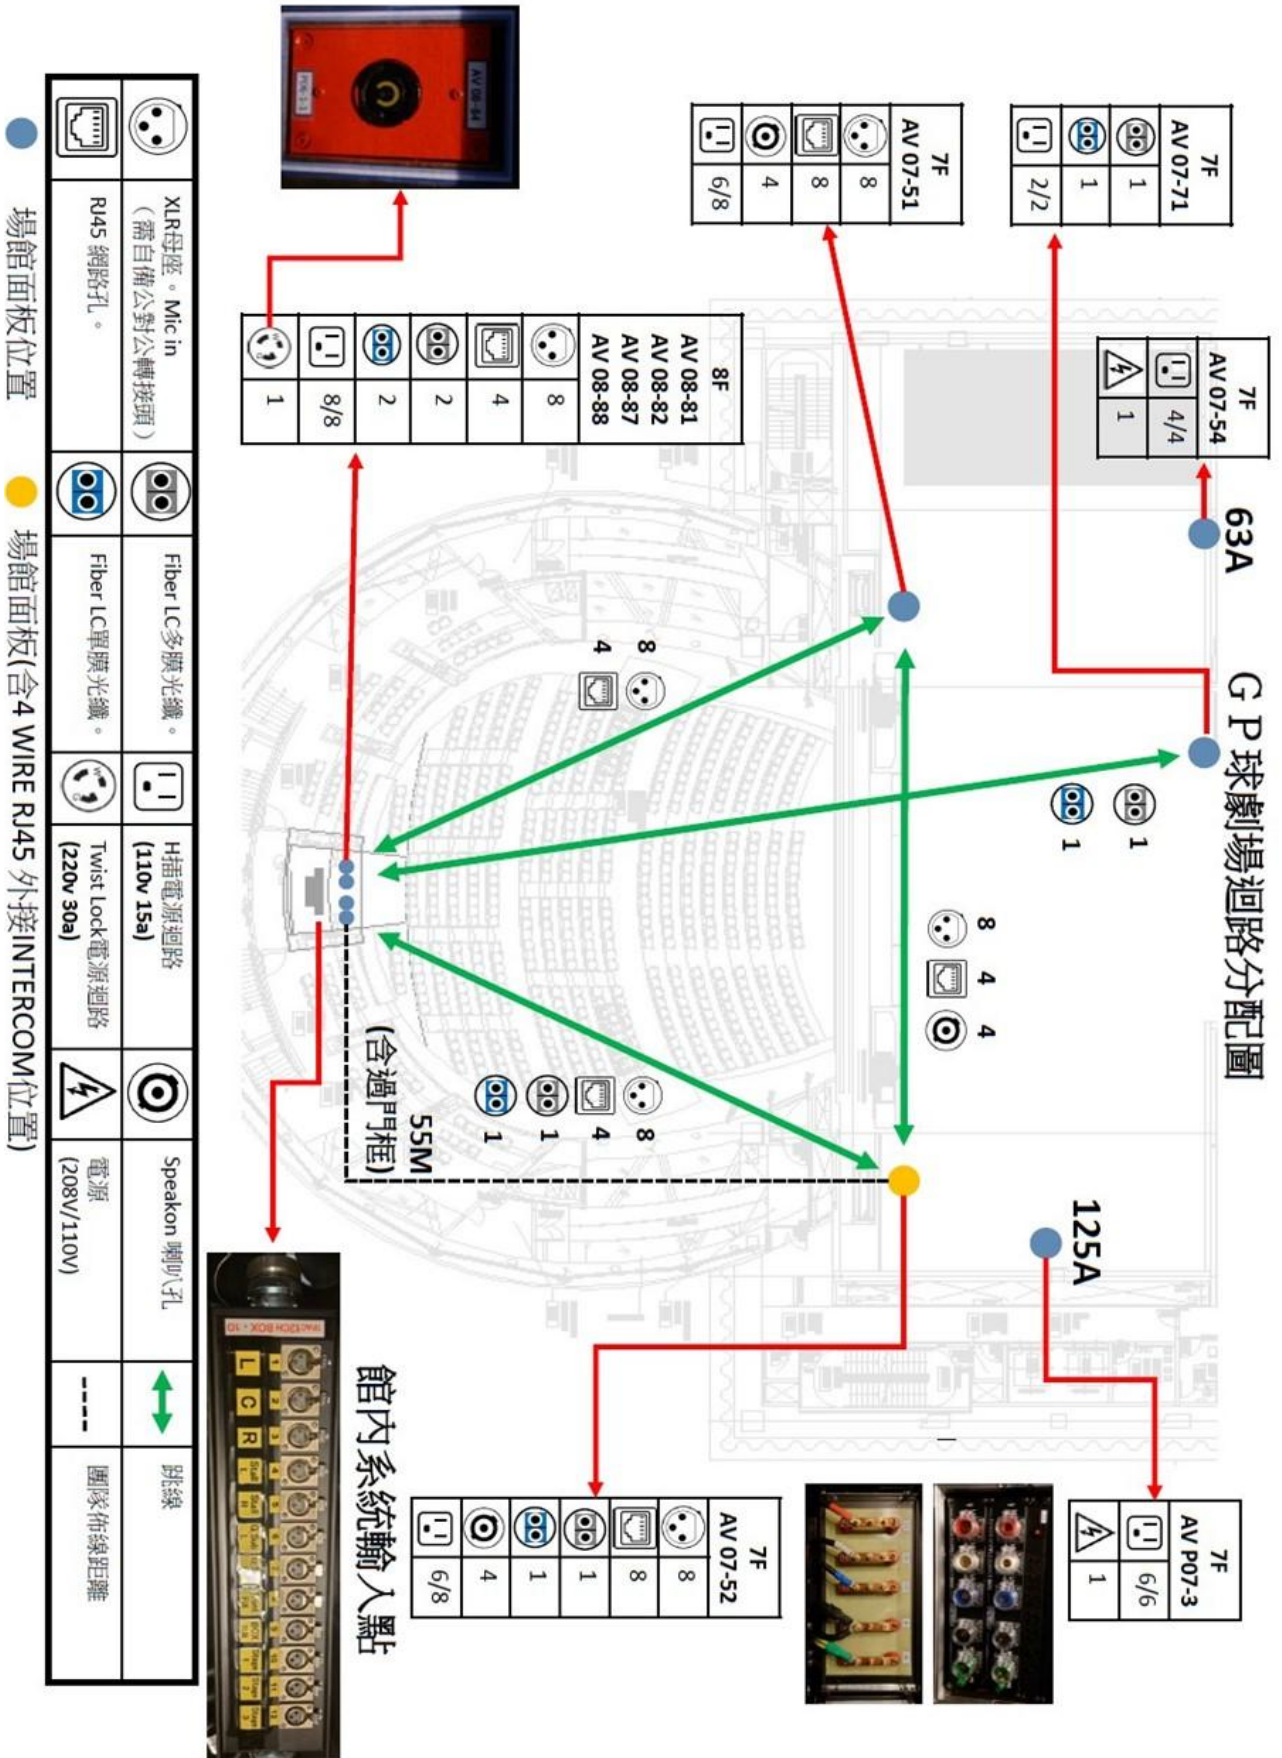 G P 球劇場迴路分配圖
63A
125A
7F
AV 07-54
4/4
1
7F
AV 07-71
1
1
2/2
7F
AV 07-51
8
8
4
6/8
8F
AV 08-81
AV 08-82
AV 08-87
AV 08-88
8
4
2
2
8/8
1
AV 08-84
7F
AV P07-3
6/6
1
7F
AV 07-52
8
8
1
1
4
6/8
1
1
8
4
4
8
4
8
4
1
1
55M
(含過門框)
館內系統輸入點
L
C
R
XLR母座。Mic in
（需自備公對公轉接頭）
Fiber LC多膜光纖。
H插電源迴路
(110v 15a)
Speakon 喇叭孔
跳線
RJ45 網路孔。
Fiber LC單膜光纖。
Twist Lock電源迴路
(220v 30a)
電源
(208V/110V)
團隊佈線距離
場館面板位置
場館面板(含4 WIRE RJ45 外接INTERCOM位置)